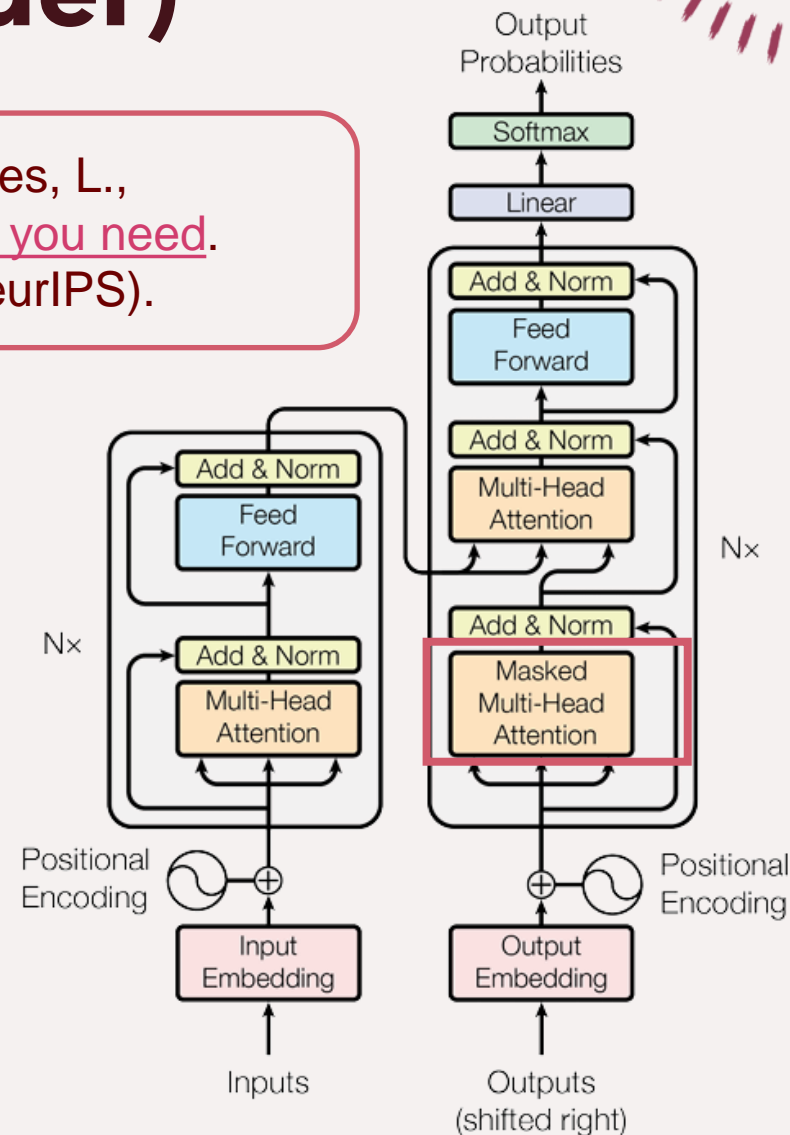 der)
es, L.,
you need.
eurIPS).
Output
Probabilities
Softmax
Linear
Add & Norm
Feed
Forward
Add & Norm
Multi-Head
Attention
Nx
Add & Norm
Masked
Multi-Head
Attention
Add & Norm
Feed
Forward
Nx
Add & Norm
Multi-Head
Attention
Positional
Encoding
Positional
Encoding
Input
Embedding
Output
Embedding
Inputs
Outputs
(shifted right)